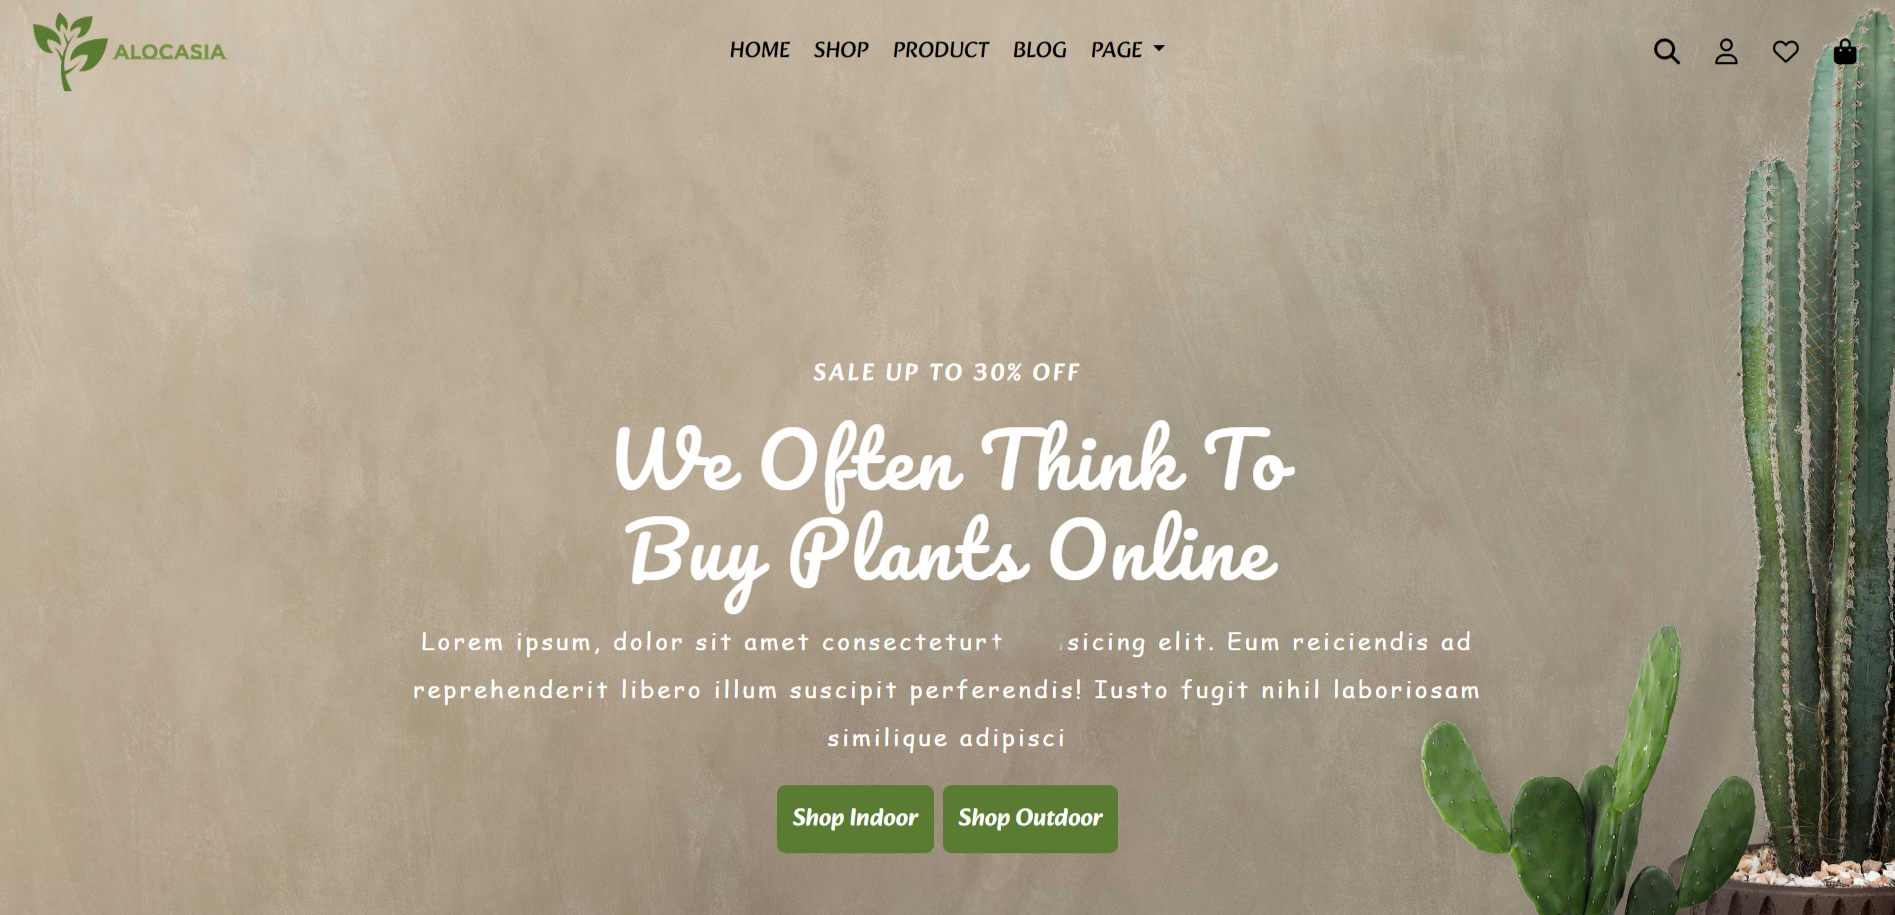 ALOCASIA
HOME SHOP PRODUCT BLOG PAGE
SALE UP TO 30% OFF
We Often Think To
Buy Plants Online
Lorem ipsum, dolor sit amet consecteturt sicing elit. Eum reiciendis ad
reprehenderit libero illum suscipit perferendis! Iusto fugit nihil laboriosam
similique adipisci
Shop Indoor Shop Outdoor